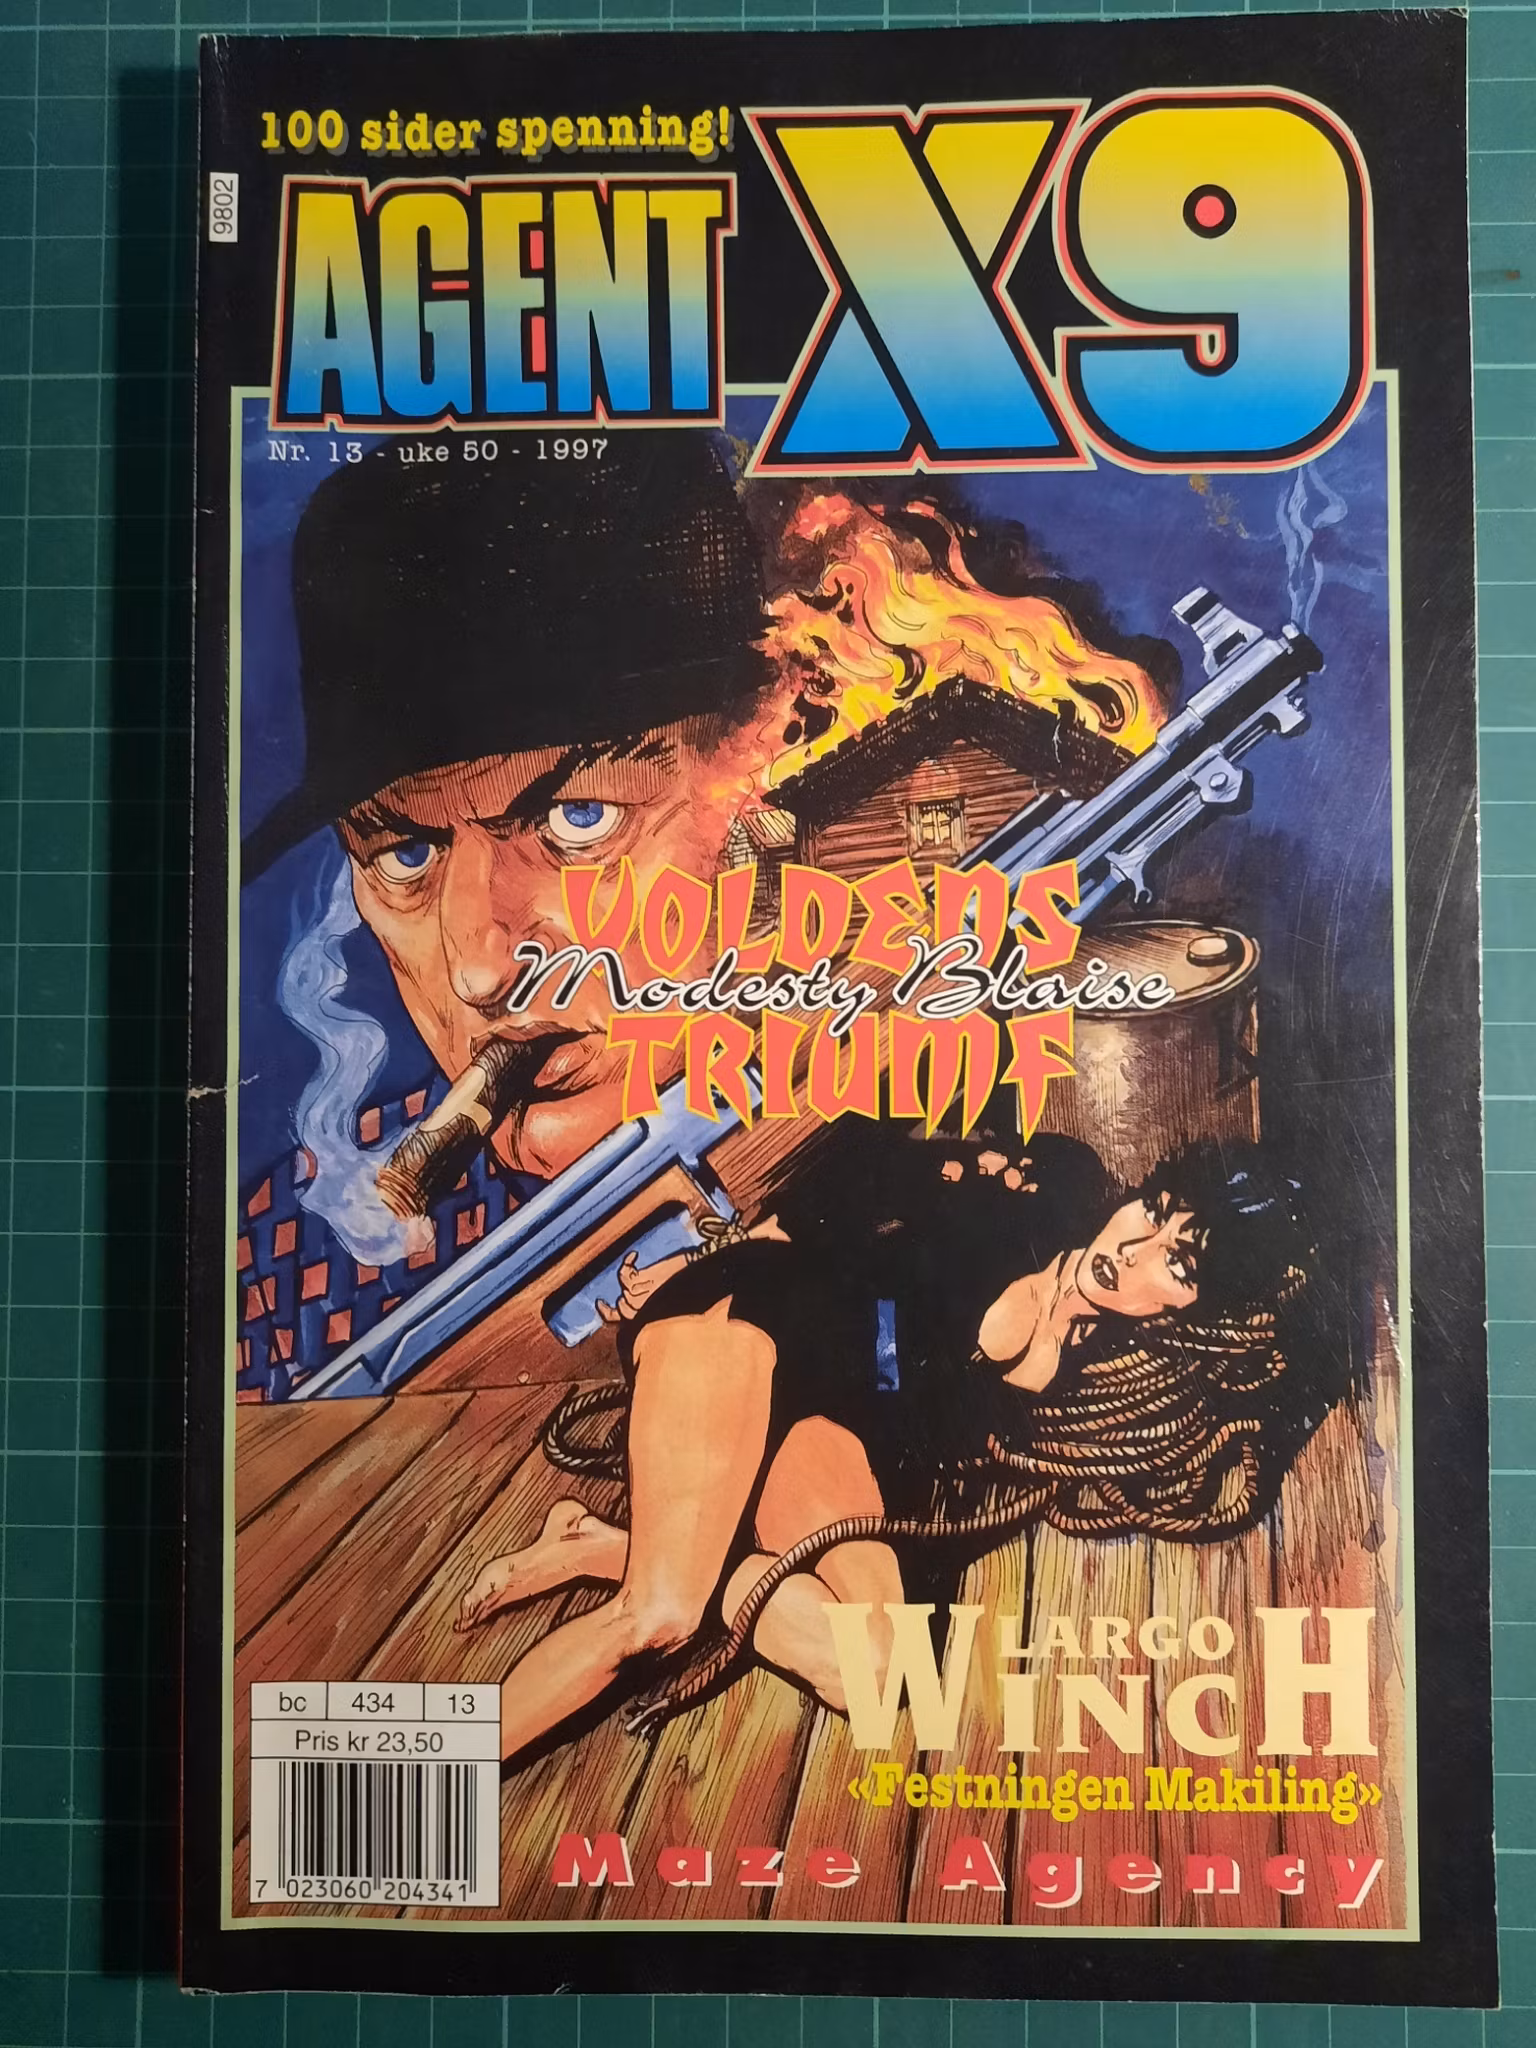 100 sider spenning!
AGENT X9
9802
Nr. 13 - uke 50 - 1997
VOLDENS
Modesty Blaise
TRIUMF
LARGO
WINCH
«Festningen Makiling»
Maze Agency
bc 434 13
Pris kr 23,50
7 023060 204341